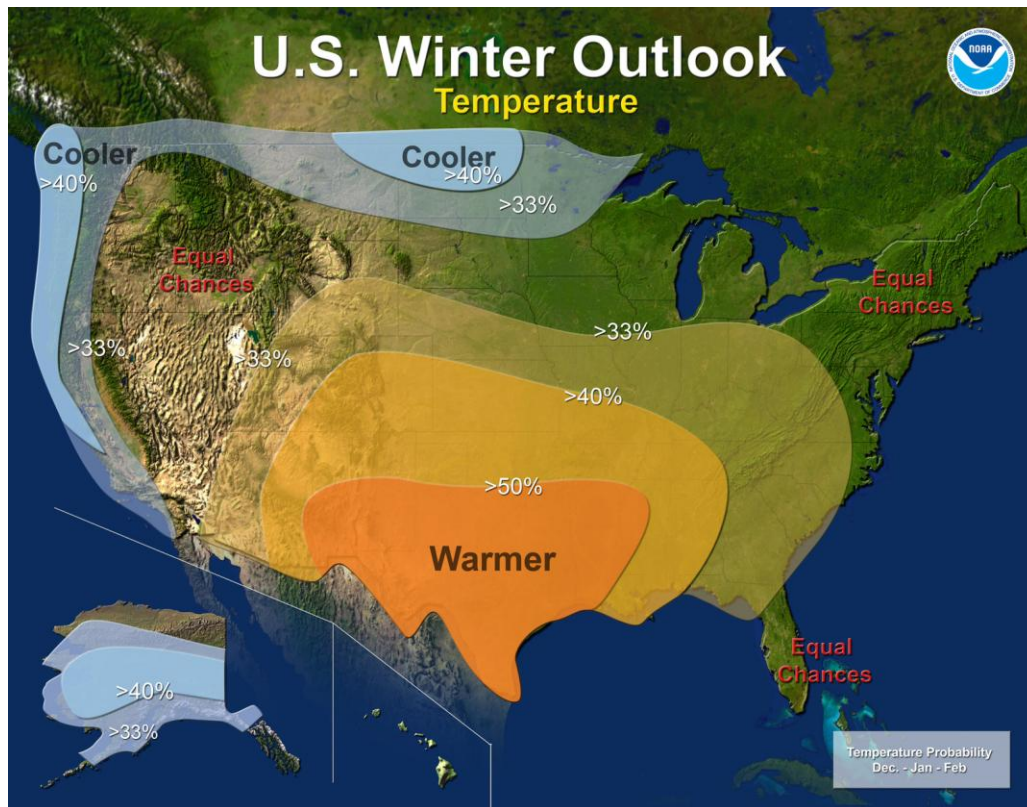 U.S. Winter Outlook
Temperature
NOAA
Cooler
>40%
Cooler
>40%
>33%
Equal
Chances
Equal
Chances
>33%
>33%
>33%
>40%
>50%
Warmer
Equal
Chances
>40%
>33%
Temperature Probability
Dec. - Jan - Feb